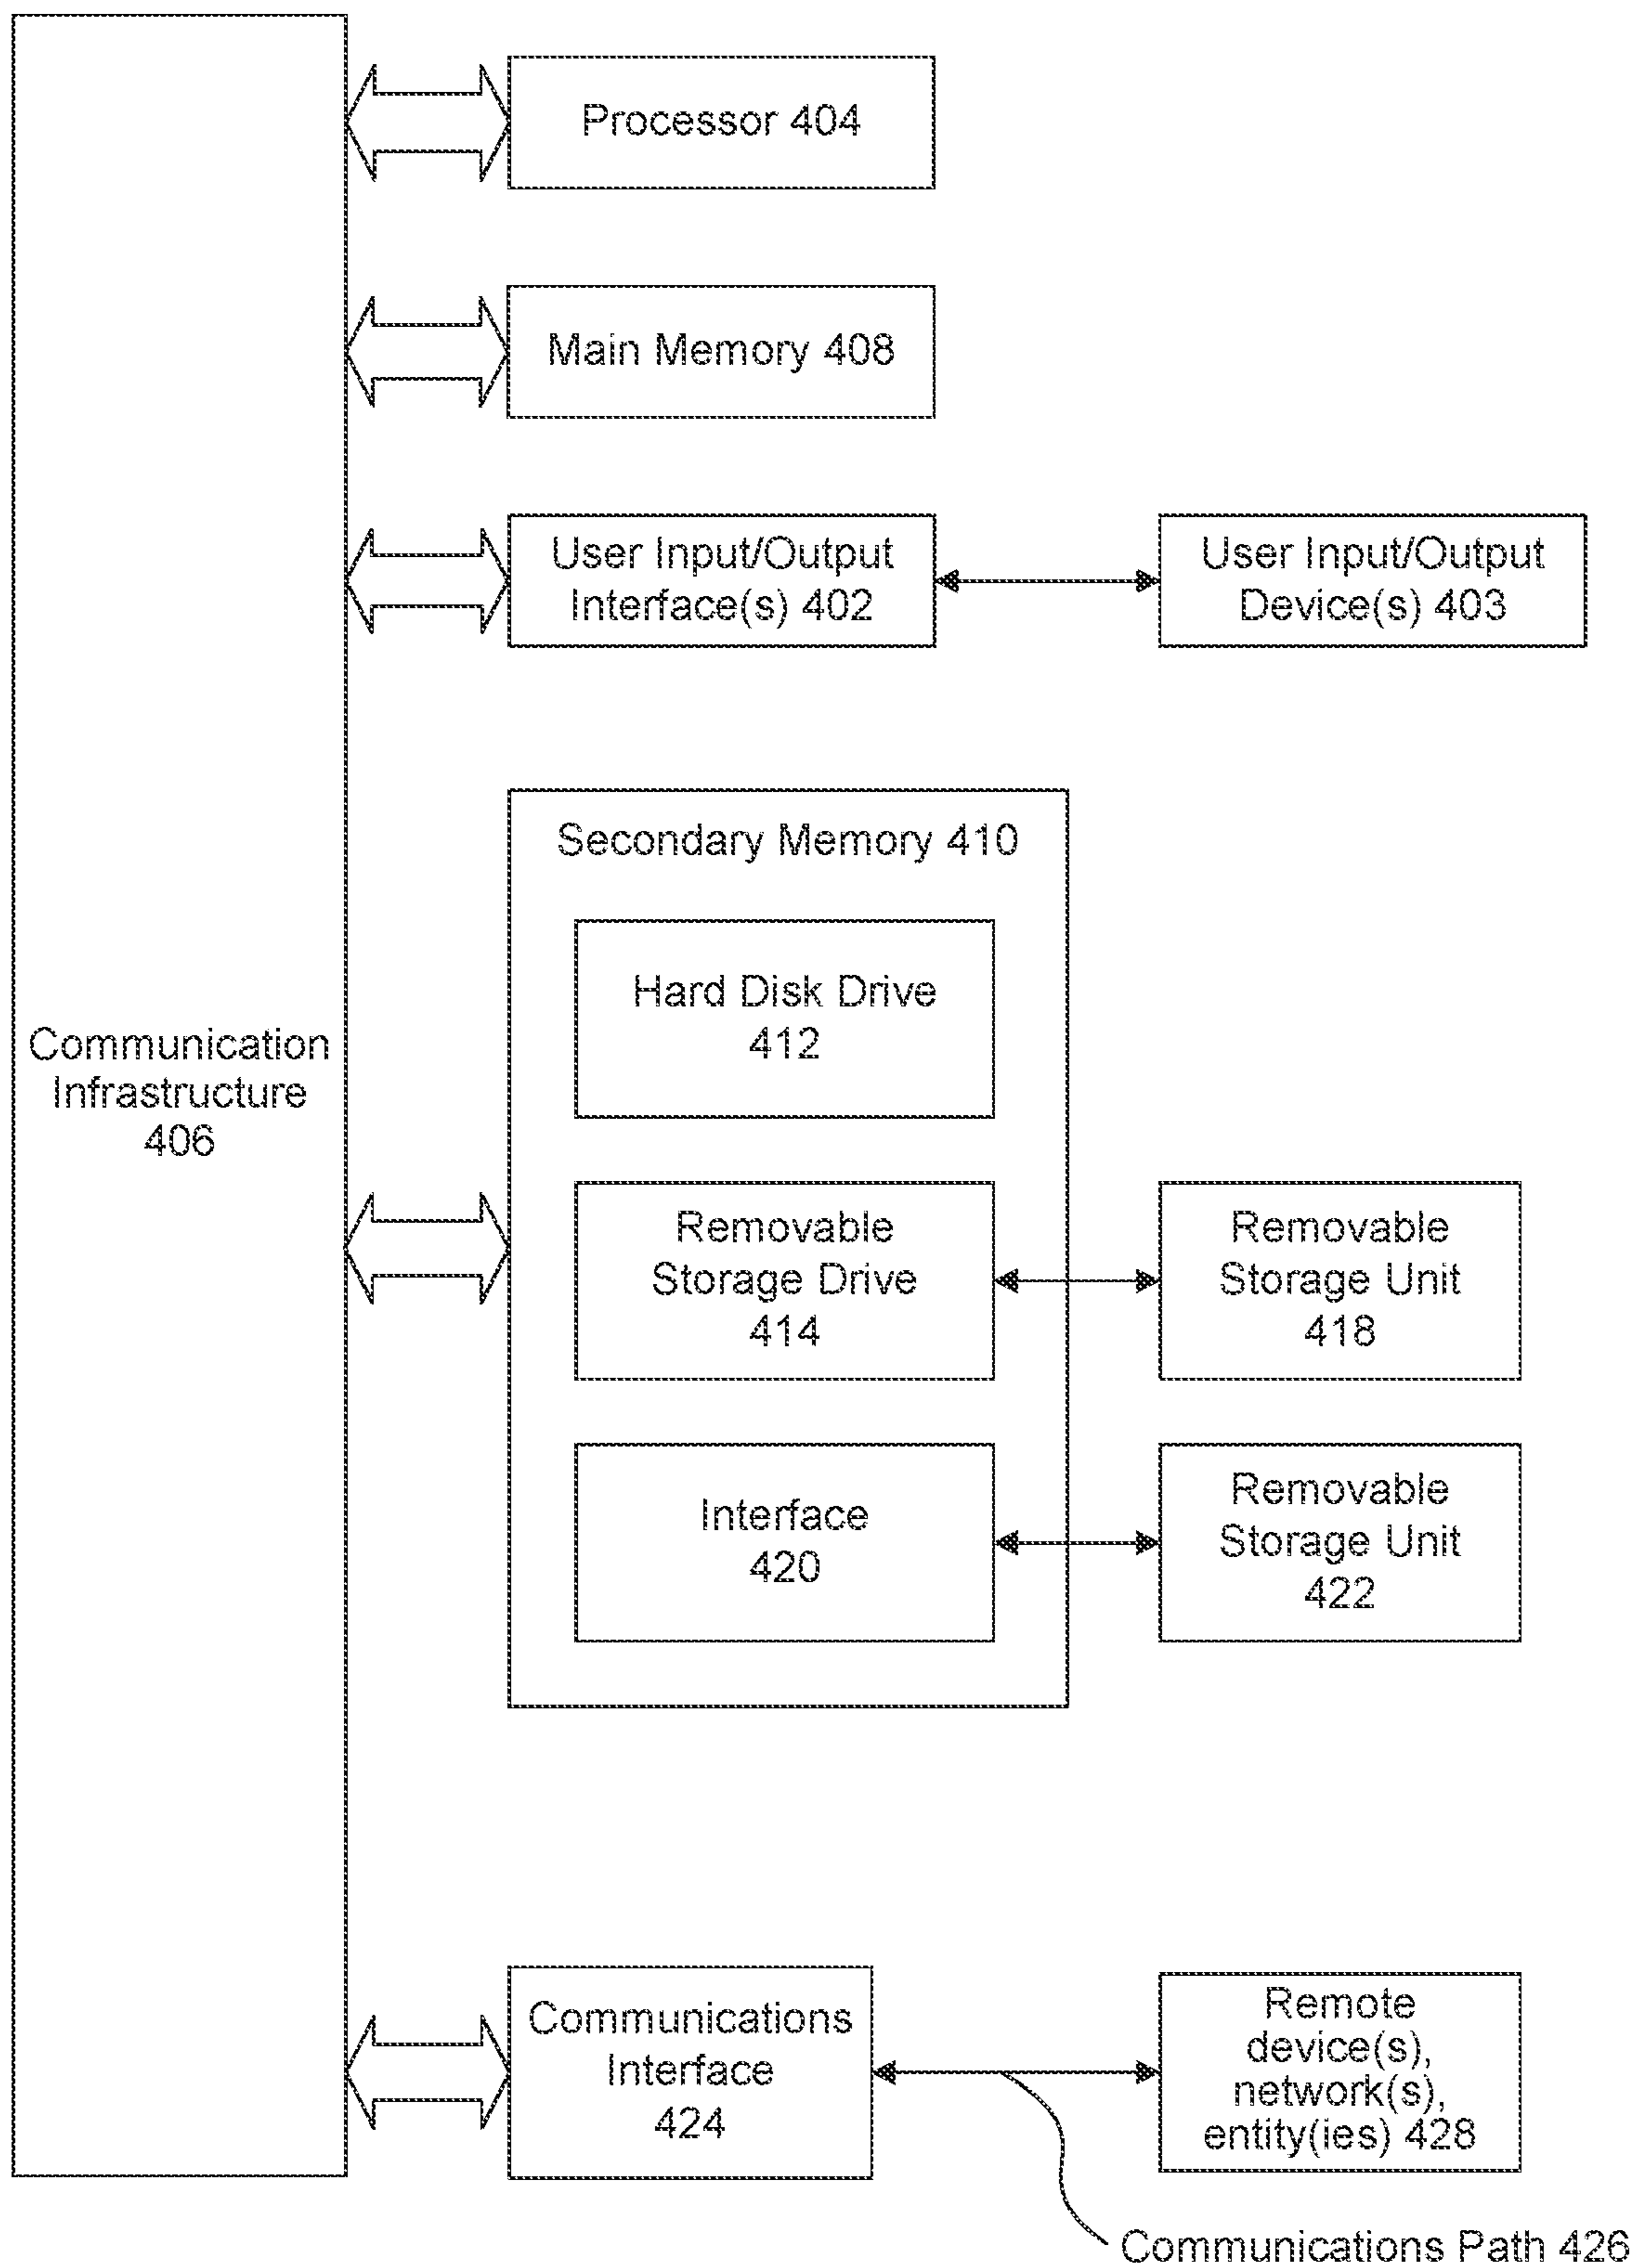 Processor 404
Main Memory 408
User Input/Output
Interface(s) 402
User Input/Output
Device(s) 403
Secondary Memory 410
Hard Disk Drive
412
Communication
Infrastructure
406
Removable
Storage Drive
414
Removable
Storage Unit
418
Interface
420
Removable
Storage Unit
422
Communications
Interface
424
Remote
device(s),
network(s),
entity(ies) 428
Communications Path 426